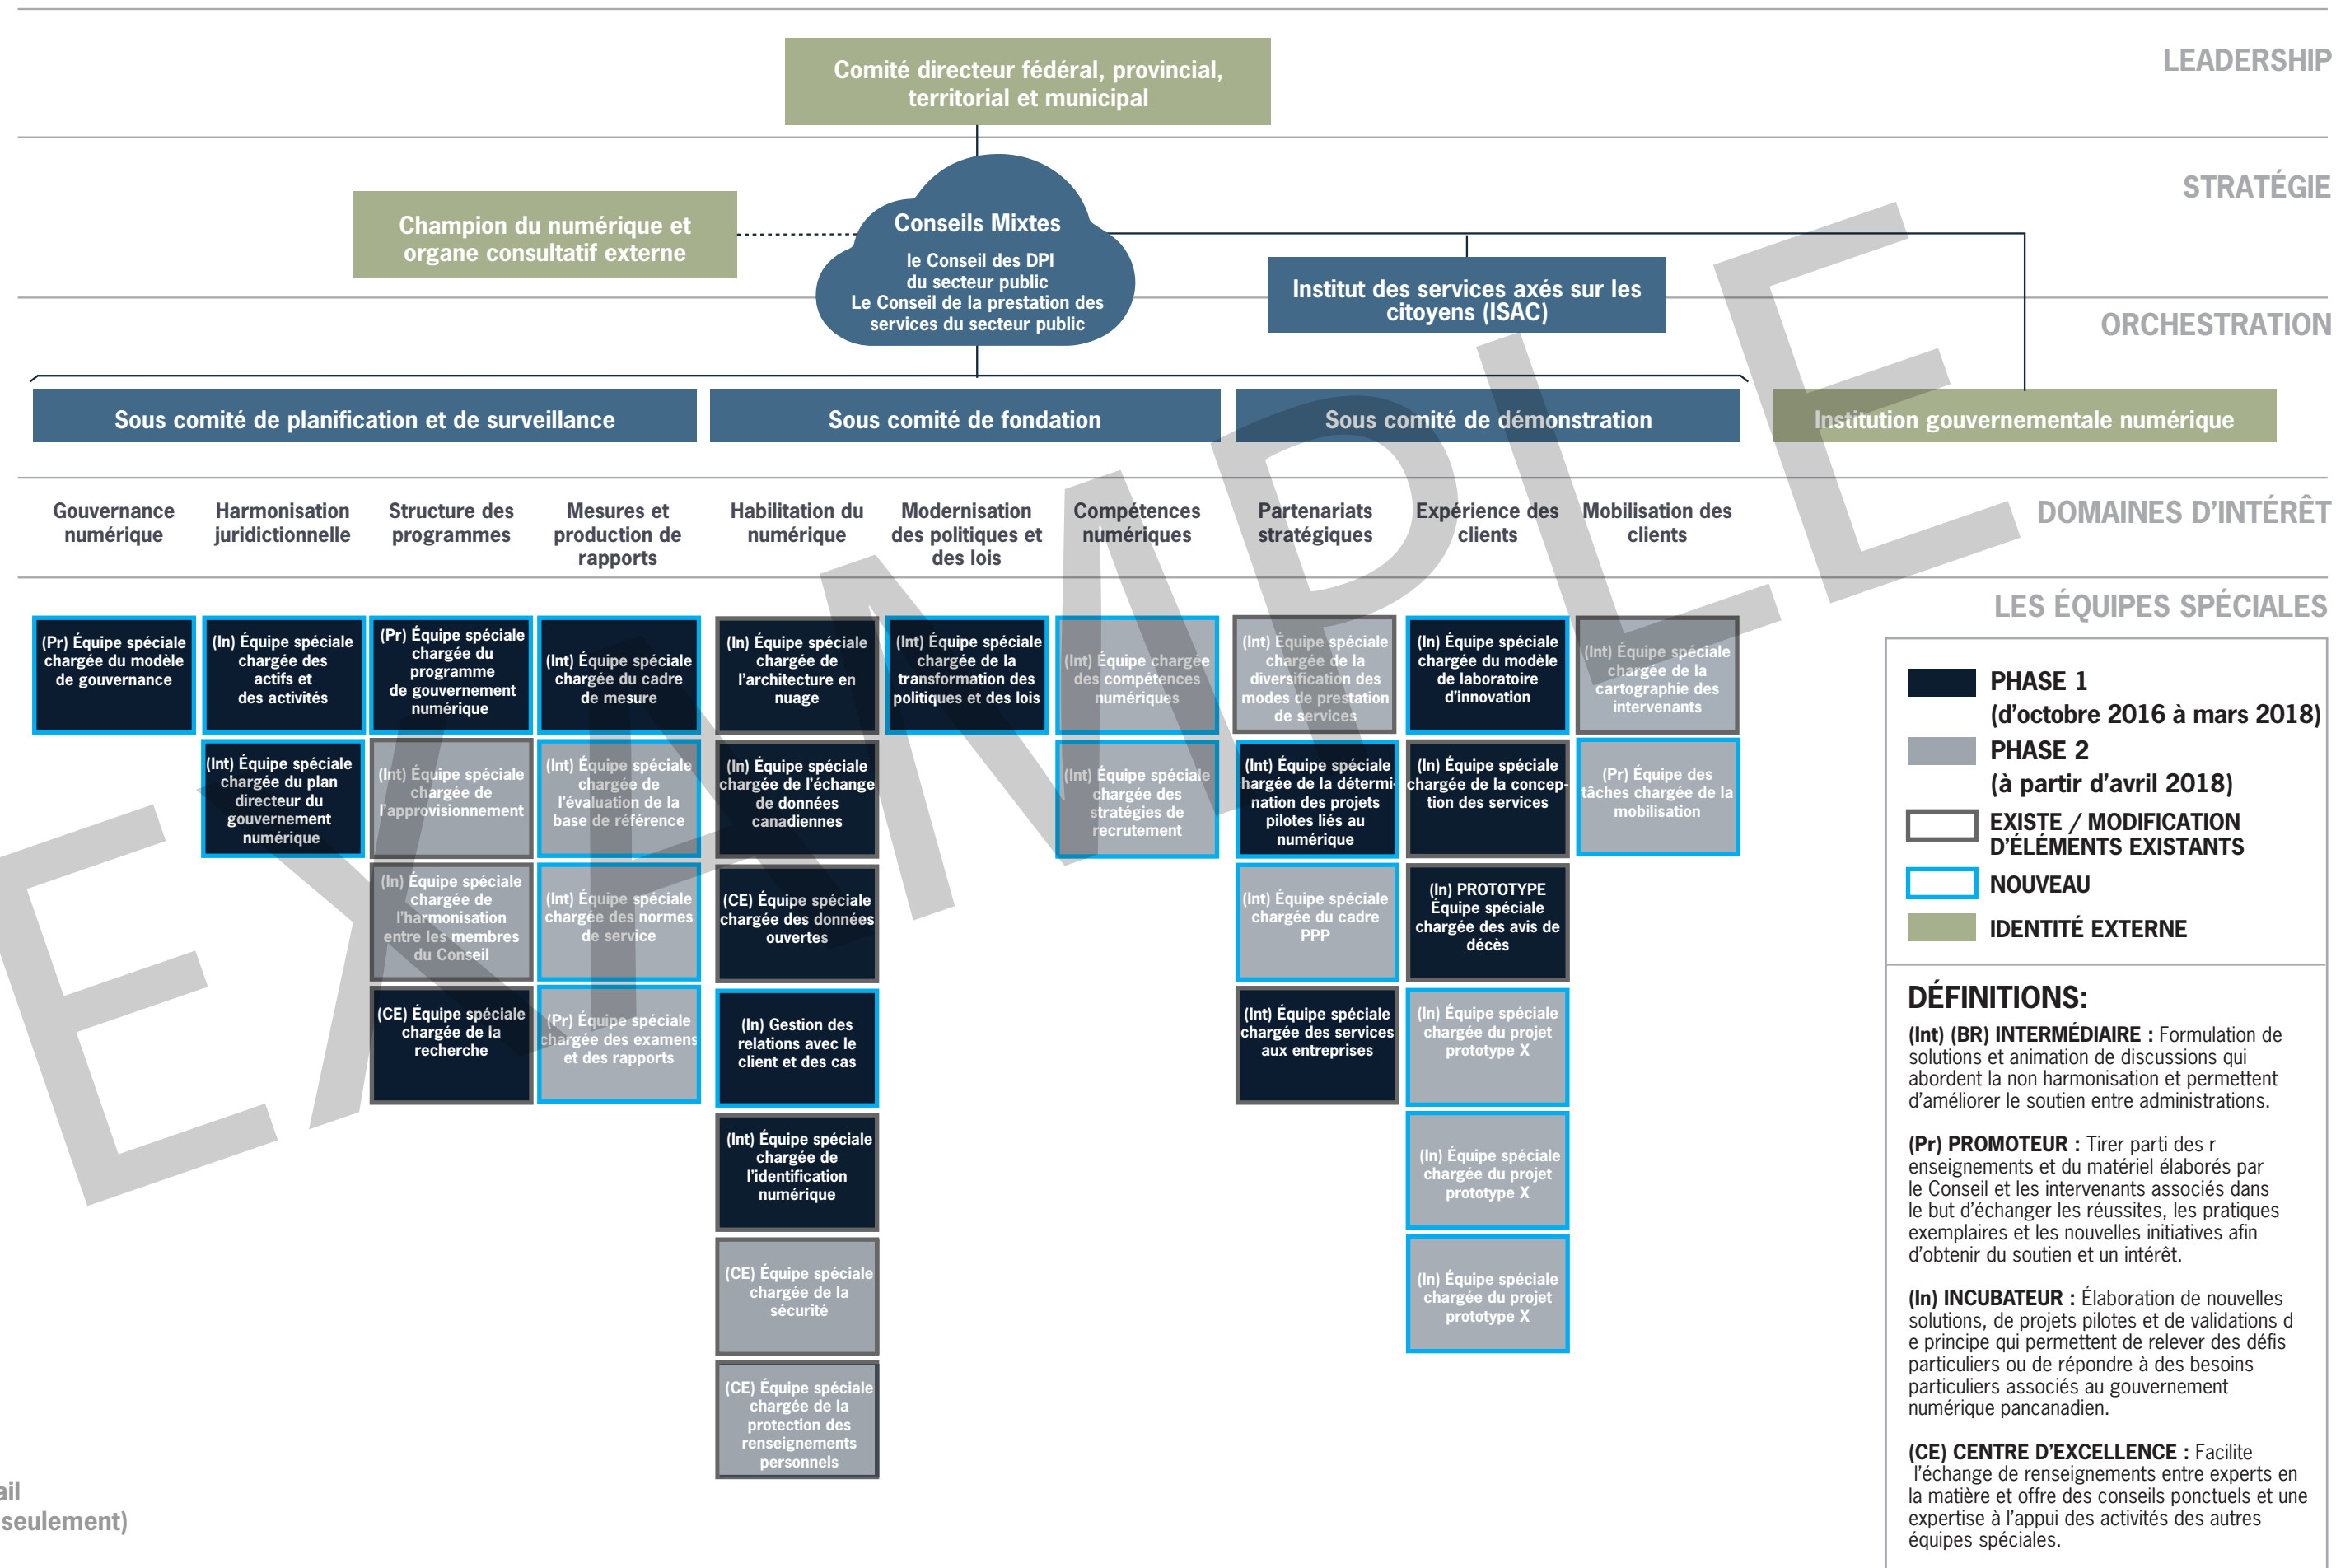 LEADERSHIP
Comité directeur fédéral, provincial,
territorial et municipal
STRATÉGIE
Champion du numérique et
organe consultatif externe
Conseils Mixtes
le Conseil des DPI
du secteur public
Le Conseil de la prestation des
services du secteur public
Institut des services axés sur les
citoyens (ISAC)
ORCHESTRATION
Sous comité de planification et de surveillance
Sous comité de fondation
Sous comité de démonstration
Institution gouvernementale numérique
DOMAINES D'INTÉRÊT
Gouvernance
numérique
Harmonisation
juridictionnelle
Structure des
programmes
Mesures et
production de
rapports
Habilitation du
numérique
Modernisation
des politiques et
des lois
Compétences
numériques
Partenariats
stratégiques
Expérience des
clients
Mobilisation des
clients
LES ÉQUIPES SPÉCIALES
(Pr) Équipe spéciale
chargée du modèle
de gouvernance
(In) Équipe spéciale
chargée des
actifs et
des activités
(Int) Équipe spéciale
chargée du plan
directeur du
gouvernement
numérique
(Pr) Équipe spéciale
chargée du
programme
de gouvernement
numérique
(Int) Équipe spéciale
chargée de
l'approvisionnement
(In) Équipe spéciale
chargée de
l'harmonisation
entre les membres
du Conseil
(CE) Équipe spéciale
chargée de la
recherche
(Int) Équipe spéciale
chargée du cadre
de mesure
(Int) Équipe spéciale
chargée de
l'évaluation de la
base de référence
(Int) Équipe spéciale
chargée des normes
de service
(Pr) Équipe spéciale
chargée des examens
et des rapports
(In) Équipe spéciale
chargée de
l'architecture en
nuage
(In) Équipe spéciale
chargée de l'échange
de données
canadiennes
(CE) Équipe spéciale
chargée des données
ouvertes
(In) Gestion des
relations avec le
client et des cas
(Int) Équipe spéciale
chargée de
l'identification
numérique
(CE) Équipe spéciale
chargée de la
sécurité
(CE) Équipe spéciale
chargée de la
protection des
renseignements
personnels
(Int) Équipe spéciale
chargée de la
transformation des
politiques et des lois
(Int) Équipe chargée
des compétences
numériques
(Int) Équipe spéciale
chargée des
stratégies de
recrutement
(Int) Équipe spéciale
chargée de la
diversification des
modes de prestation
de services
(Int) Équipe spéciale
chargée de la détermi-
nation des projets
pilotes liés au
numérique
(Int) Équipe spéciale
chargée du cadre
PPP
(Int) Équipe spéciale
chargée des services
aux entreprises
(In) Équipe spéciale
chargée du modèle
de laboratoire
d'innovation
(In) Équipe spéciale
chargée de la concep-
tion des services
(In) PROTOTYPE
Équipe spéciale
chargée des avis de
décès
(In) Équipe spéciale
chargée du projet
prototype X
(In) Équipe spéciale
chargée du projet
prototype X
(In) Équipe spéciale
chargée du projet
prototype X
(Int) Équipe spéciale
chargée de la
cartographie des
intervenants
(Pr) Équipe des
tâches chargée de la
mobilisation
PHASE 1
(d'octobre 2016 à mars 2018)
PHASE 2
(à partir d'avril 2018)
EXISTE / MODIFICATION
D'ÉLÉMENTS EXISTANTS
NOUVEAU
IDENTITÉ EXTERNE
DÉFINITIONS:
(Int) (BR) INTERMÉDIAIRE : Formulation de
solutions et animation de discussions qui
abordent la non harmonisation et permettent
d'améliorer le soutien entre administrations.
(Pr) PROMOTEUR : Tirer parti des r
enseignements et du matériel élaborés par
le Conseil et les intervenants associés dans
le but d'échanger les réussites, les pratiques
exemplaires et les nouvelles initiatives afin
d'obtenir du soutien et un intérêt.
(In) INCUBATEUR : Élaboration de nouvelles
solutions, de projets pilotes et de validations d
e principe qui permettent de relever des défis
particuliers ou de répondre à des besoins
particuliers associés au gouvernement
numérique pancanadien.
(CE) CENTRE D'EXCELLENCE : Facilite
l'échange de renseignements entre experts en
la matière et offre des conseils ponctuels et une
expertise à l'appui des activités des autres
équipes spéciales.
ail
seulement)
EXAMPLE